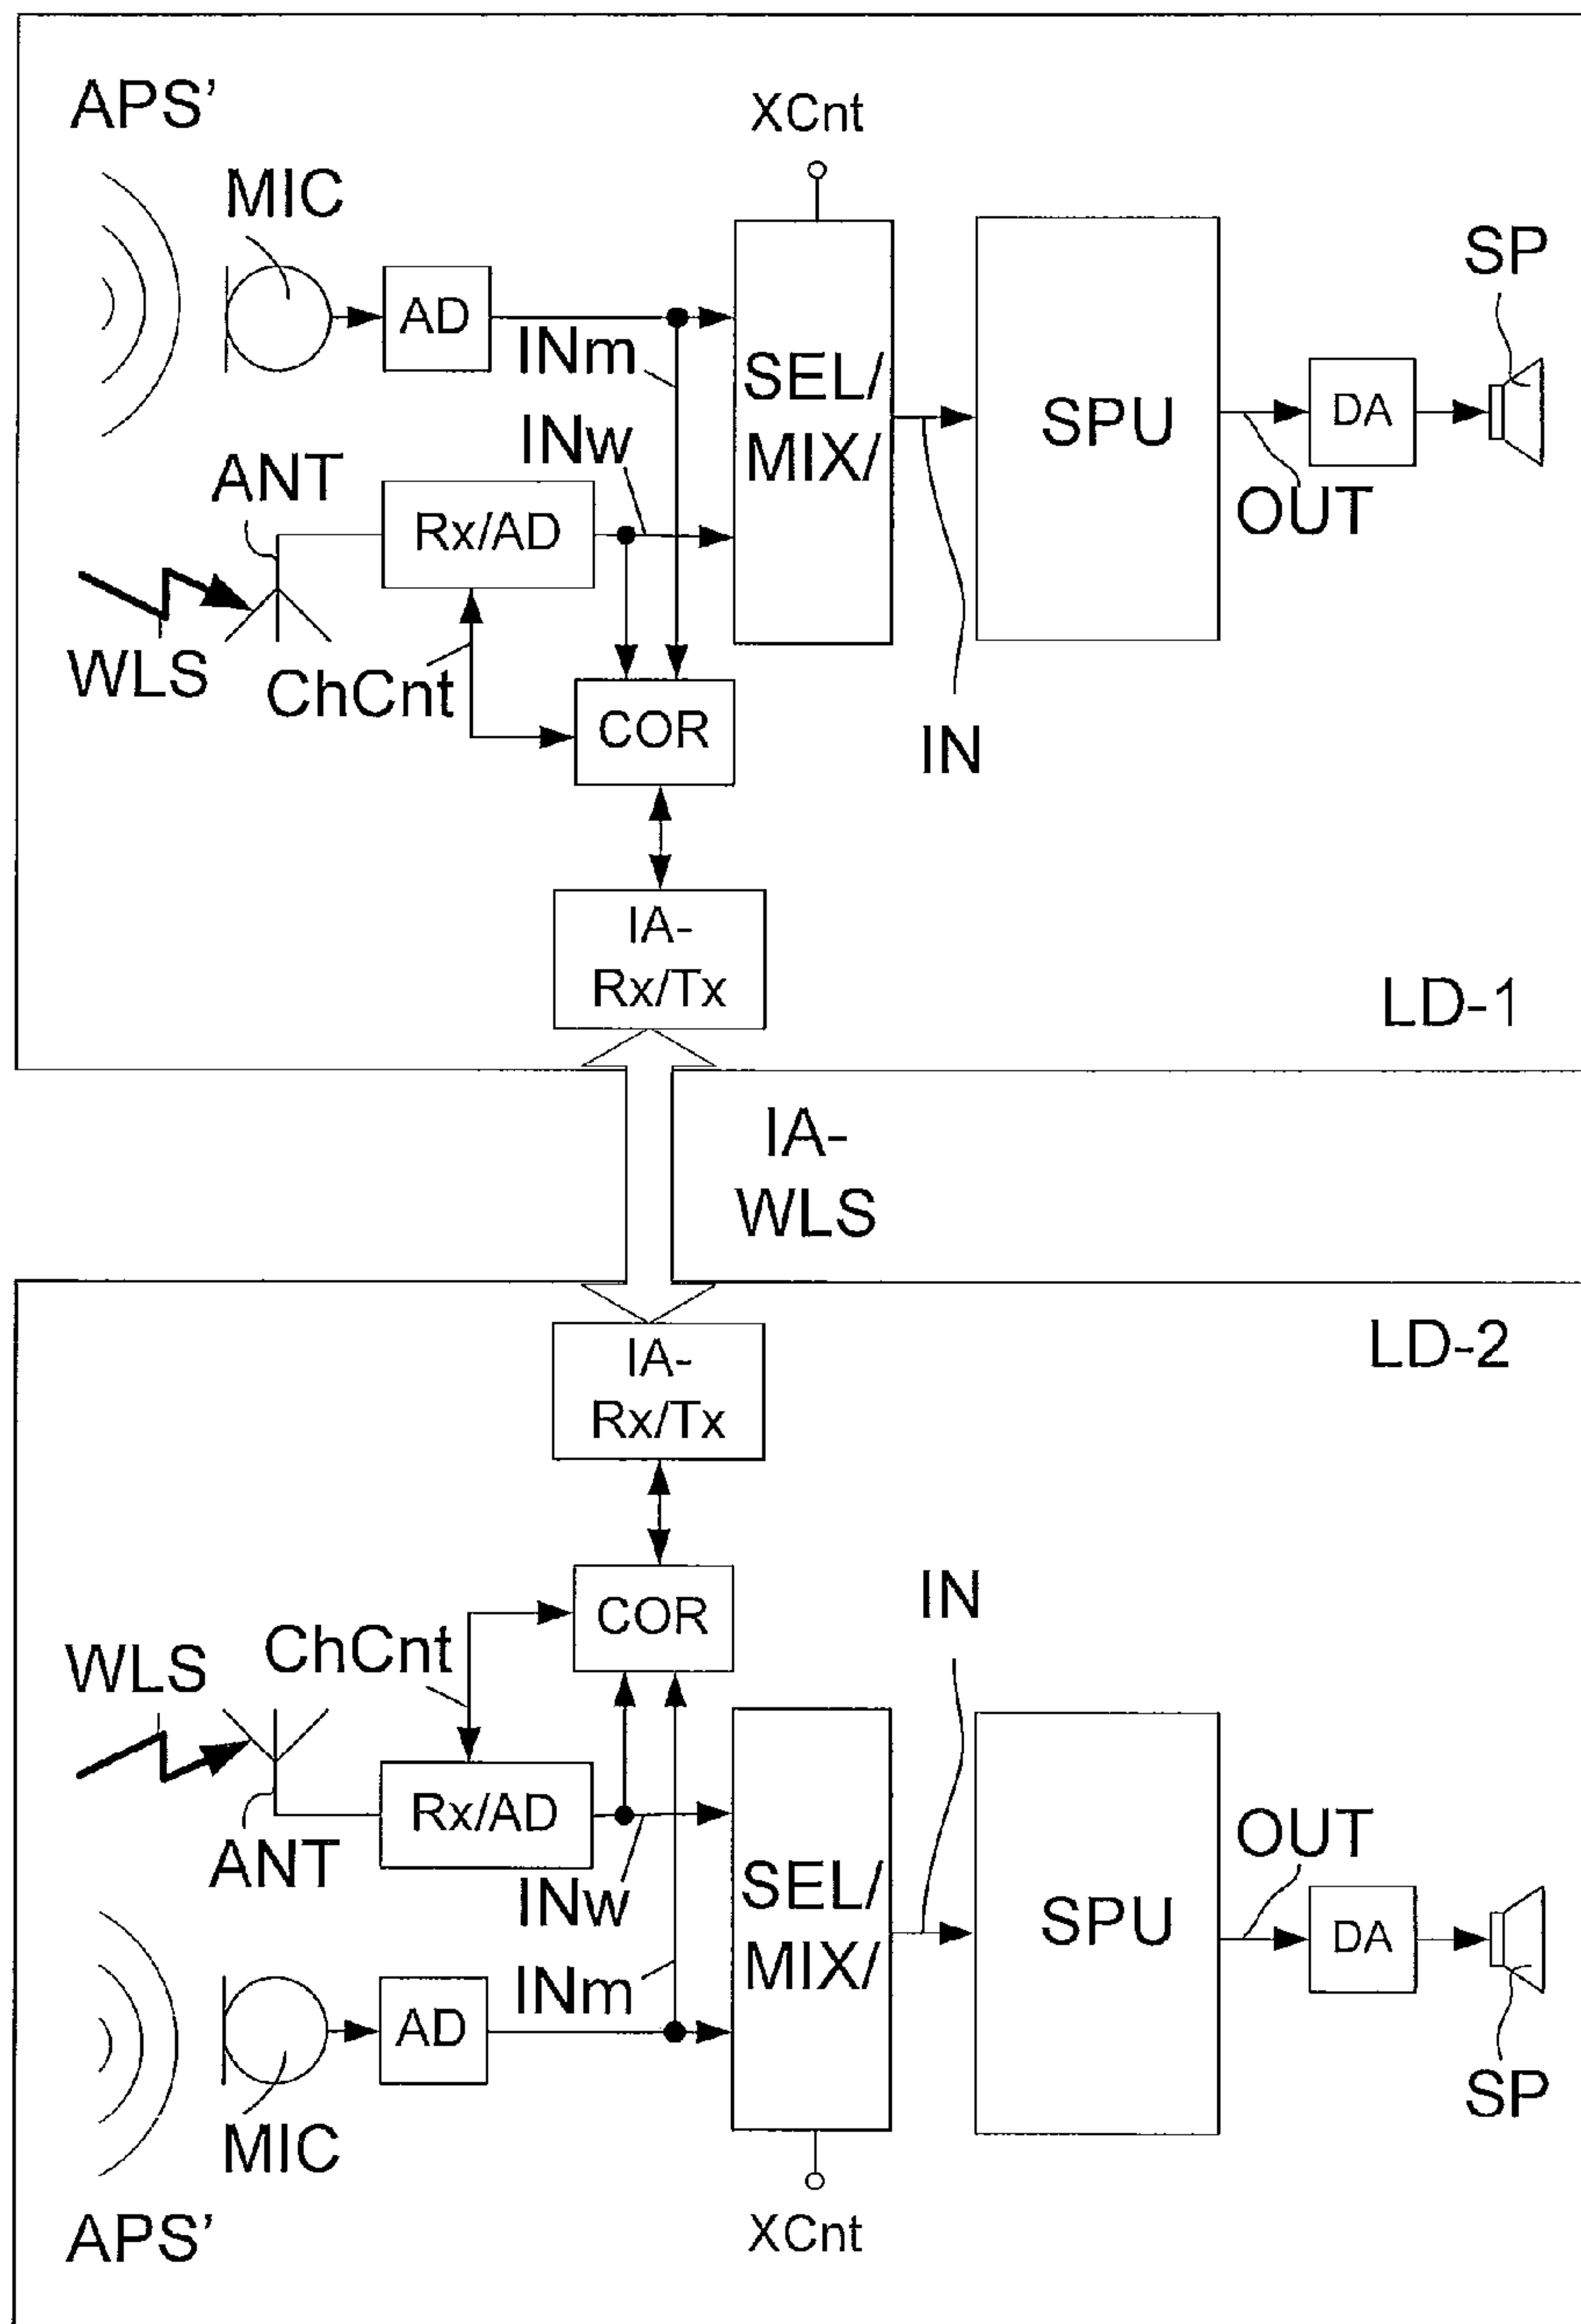 APS’
XCnt
MIC
SP
AD
INm
SEL/
MIX/
SPU
DA
INw
ANT
Rx/AD
OUT
WLS
ChCnt
COR
IN
IA-
Rx/Tx
LD-1
IA-
WLS
LD-2
IA-
Rx/Tx
IN
COR
ChCnt
WLS
Rx/AD
OUT
ANT
INw
SEL/
MIX/
SPU
DA
INm
AD
SP
MIC
XCnt
APS’